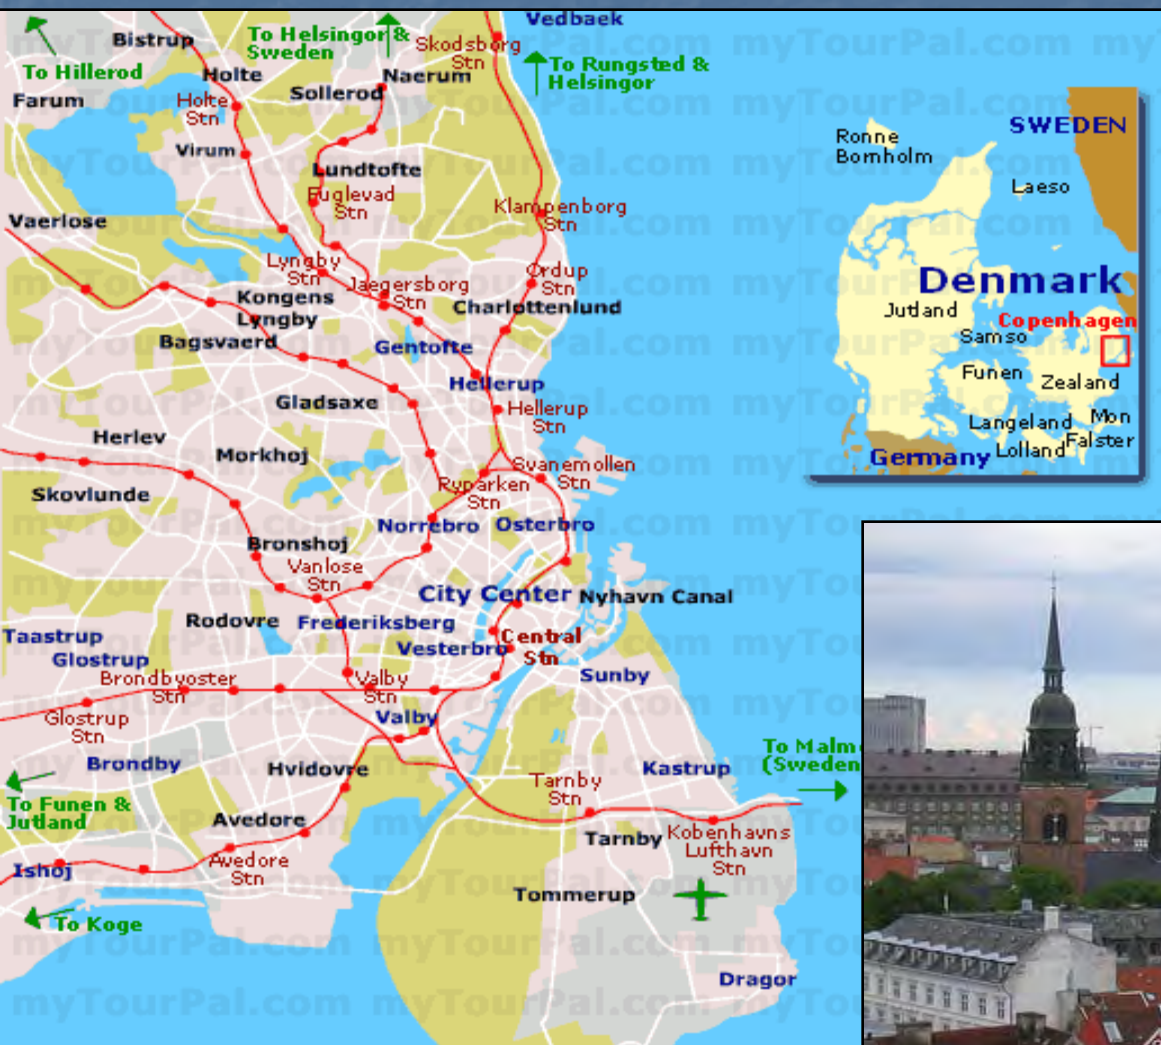 Vedbaek
To Helsingor &
Sweden
Bistrup
Skodsborg
Stn
To Rungsted &
Helsingor
To Hillerod
Holte
Naerum
Sollerod
Farum
Holte
Stn
Virum
Lundtofte
Fuglevad
Stn
Klampenborg
Stn
Vaerlose
Lyngby
Stn
Ordup
Stn
Jaegersborg
Stn
Kongens
Lyngby
Charlottenlund
Bagsvaerd
Gentofte
Hellerup
Gladsaxe
Hellerup
Stn
Herlev
Morkhoj
Svanemollen
Stn
Ryparken
Stn
Skovlunde
Norrebro
Osterbro
Bronshoj
Vanlose
Stn
City Center
Nyhavn Canal
Rodovre
Frederiksberg
Taastrup
Central
Stn
Vesterbro
Glostrup
Sunby
Brondbyoster
Stn
Valby
Stn
Glostrup
Stn
Valby
Brondby
Hvidovre
To Malm
(Sweden
Kastrup
Tarnby
Stn
To Funen &
Jutland
Avedore
Tarnby
Kobenhavns
Lufthavn
Stn
Avedore
Stn
Ishoj
Tommerup
To Koge
Dragor
SWEDEN
Ronne
Bornholm
Laeso
Denmark
Jutland
Copenhagen
Samso
Funen
Zealand
Langeland
Mon
Falster
Lolland
Germany
myTourPal.com